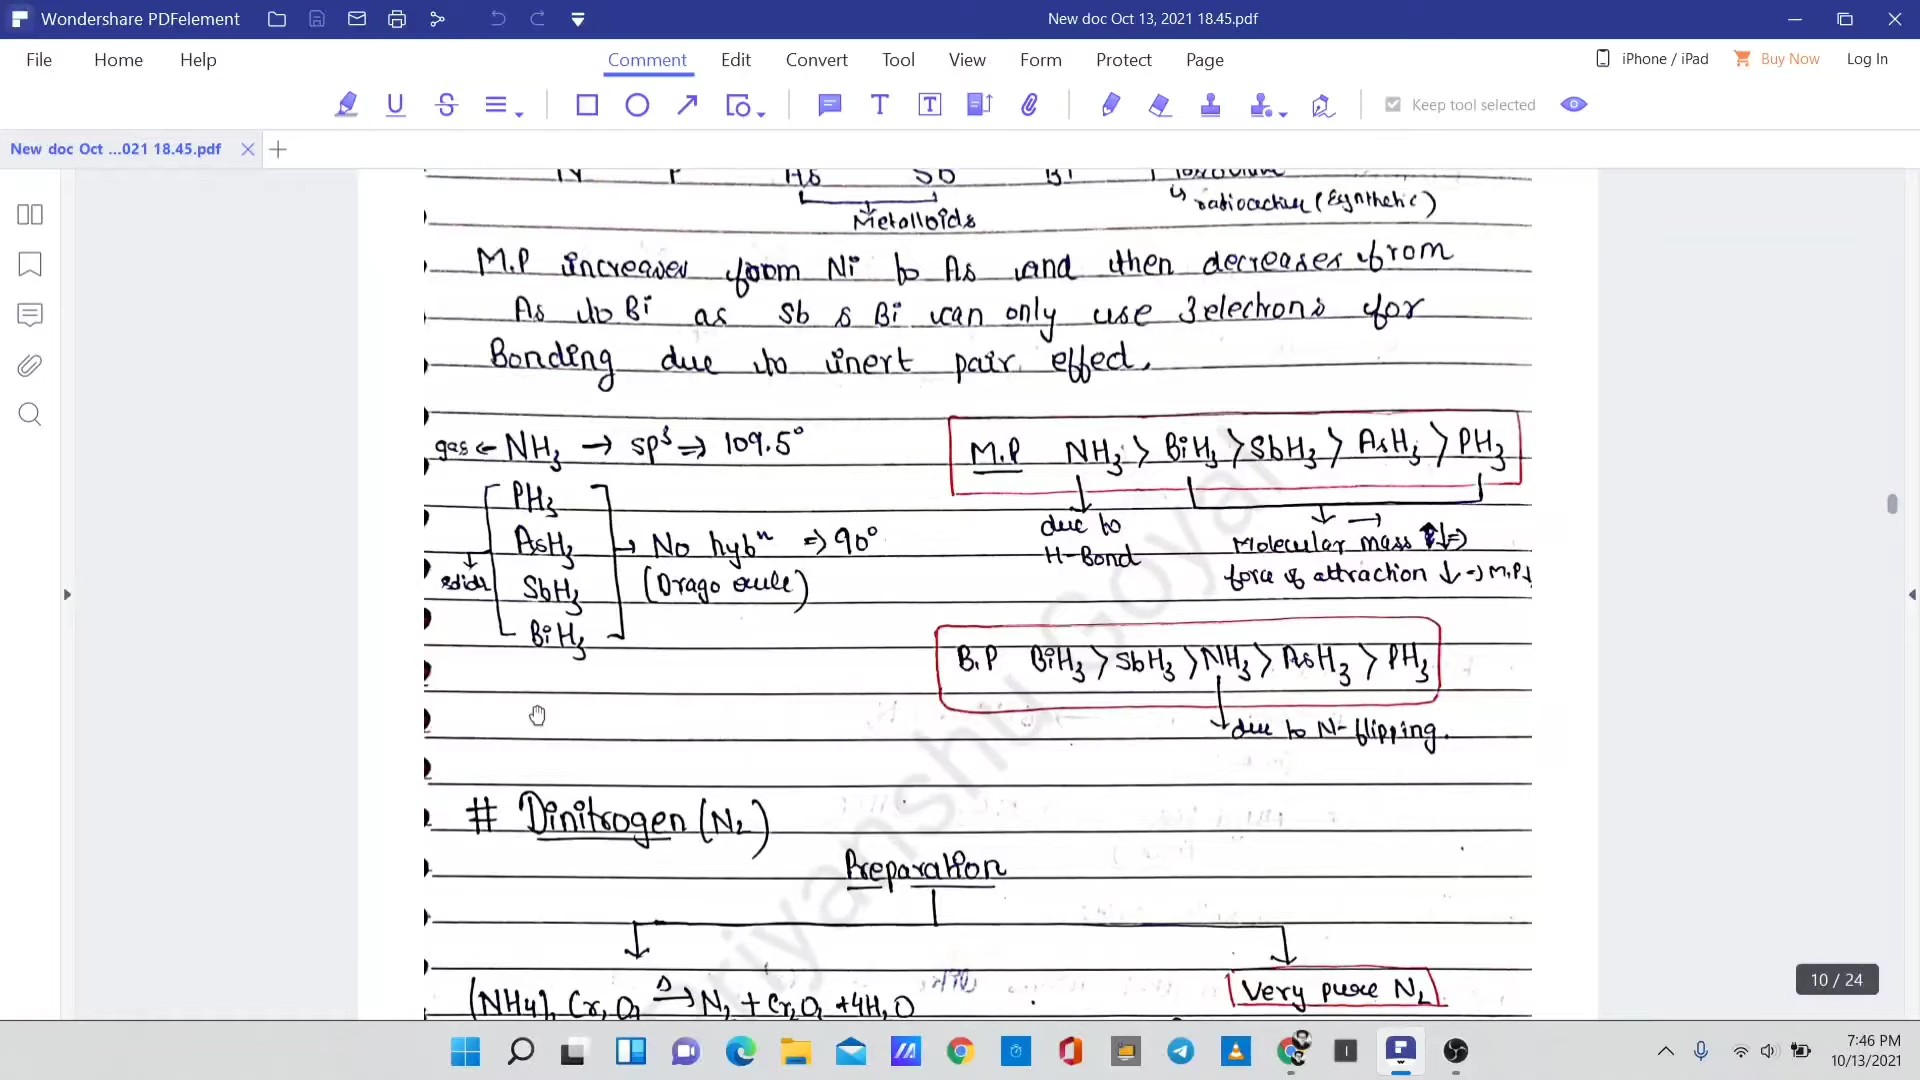 Wondershare PDFelement
New doc Oct 13, 2021 18.45.pdf
File Home Help Comment Edit Convert Tool View Form Protect Page iPhone / iPad Buy Now Log In
Keep tool selected
New doc Oct ...021 18.45.pdf
N P As Sb Bi
radioactive (Synthetic)
Metalloids
M.P increases from Ni to As and then decreases from
As to Bi as Sb & Bi can only use 3 electrons for
Bonding due to inert pair effect.
gas ← NH3 → sp3 ⇒ 109.5°
M.P NH3 > BiH3 > SbH3 > AsH3 > PH3
PH3
AsH3
SbH3
BiH3
→ No hybn ⇒ 90°
(Drago rule)
due to
H-Bond
Molecular mass ↓ ⇒
force of attraction ↓ → M.P↓
B.P BiH3 > SbH3 > NH3 > AsH3 > PH3
due to N-flipping.
# Dinitrogen (N2)
Preparation
(NH4)2 Cr2O7 Δ→ N2 + Cr2O3 + 4H2O
Very pure N2
Priyanshu Goyal
10 / 24
7:46 PM
10/13/2021